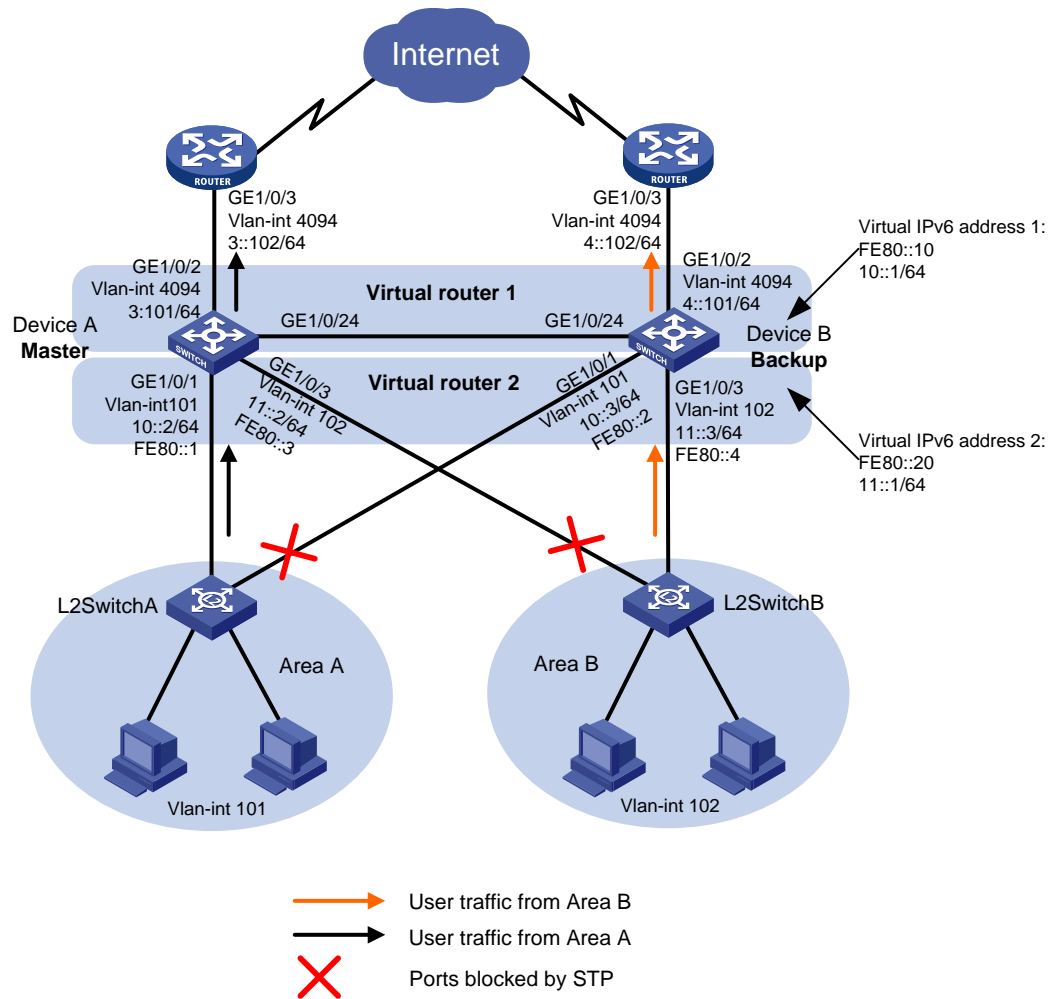 Internet
ROUTER
ROUTER
GE1/0/3
Vlan-int 4094
3::102/64
GE1/0/3
Vlan-int 4094
4::102/64
Virtual IPv6 address 1:
FE80::10
10::1/64
GE1/0/2
Vlan-int 4094
3:101/64
Virtual router 1
GE1/0/2
Vlan-int 4094
4::101/64
Device A
Master
GE1/0/24
GE1/0/24
Device B
Backup
SWITCH
SWITCH
Virtual router 2
GE1/0/1
Vlan-int101
10::2/64
FE80::1
GE1/0/3
Vlan-int 102
11::2/64
FE80::3
GE1/0/1
Vlan-int 101
10::3/64
FE80::2
GE1/0/3
Vlan-int 102
11::3/64
FE80::4
Virtual IPv6 address 2:
FE80::20
11::1/64
L2SwitchA
L2SwitchB
Area A
Area B
Vlan-int 101
Vlan-int 102
User traffic from Area B
User traffic from Area A
Ports blocked by STP